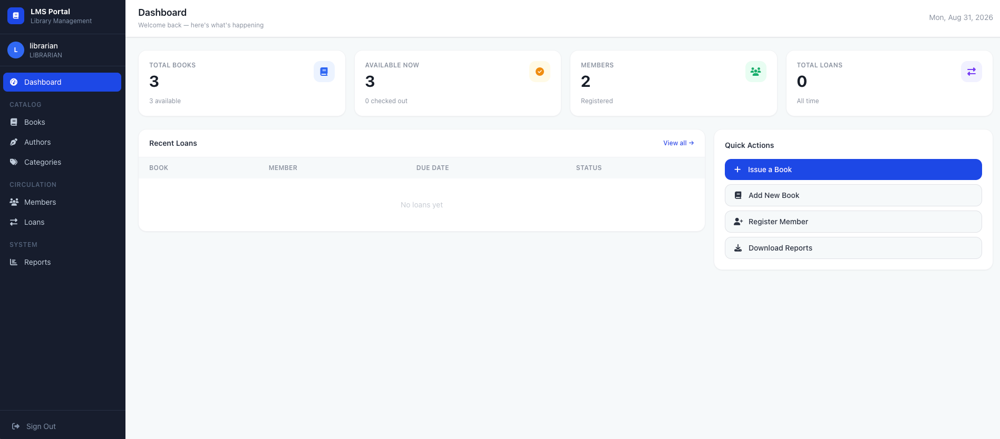 LMS Portal
Library Management
L
librarian
LIBRARIAN
Dashboard
CATALOG
Books
Authors
Categories
CIRCULATION
Members
Loans
SYSTEM
Reports
Sign Out
Dashboard
Welcome back — here's what's happening
Mon, Aug 31, 2026
TOTAL BOOKS
3
3 available
AVAILABLE NOW
3
0 checked out
MEMBERS
2
Registered
TOTAL LOANS
0
All time
Recent Loans
View all →
BOOK MEMBER DUE DATE STATUS
No loans yet
Quick Actions
Issue a Book
Add New Book
Register Member
Download Reports